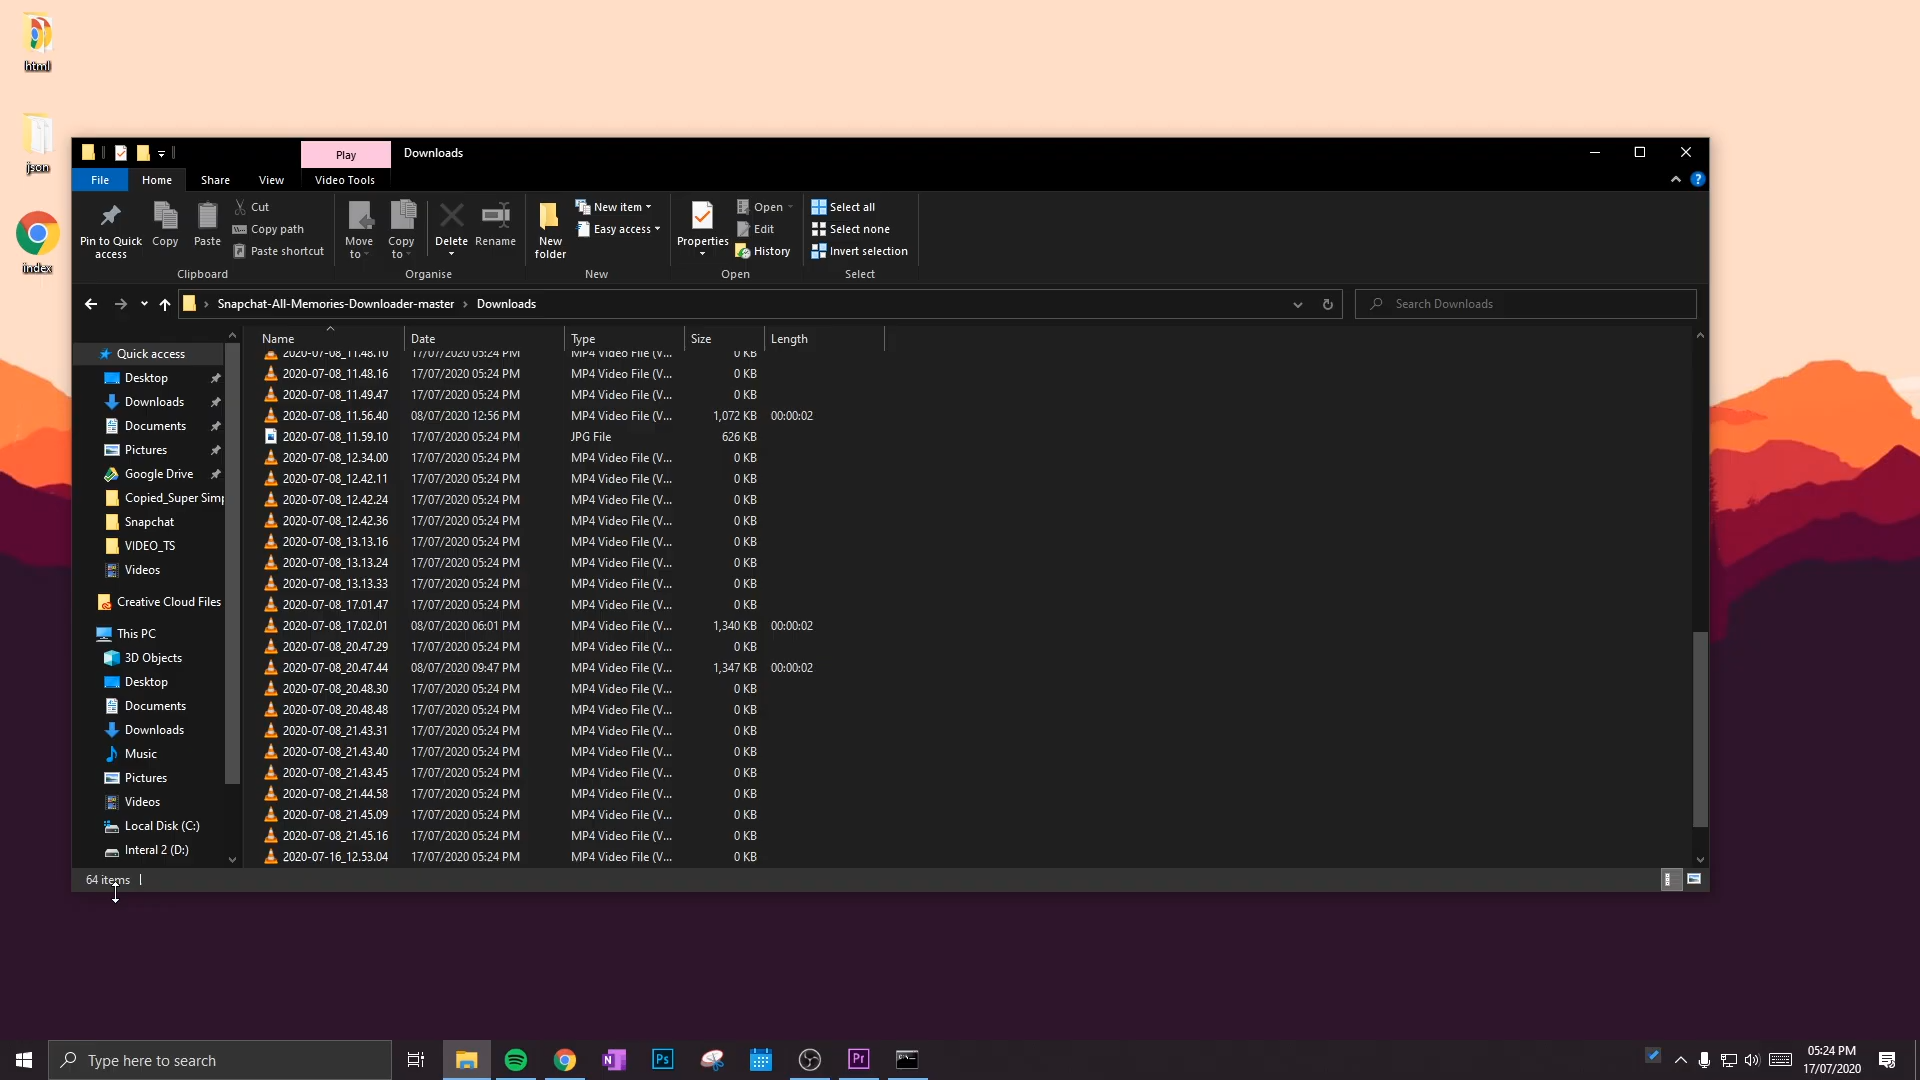 html
json
index
Play
Downloads
File
Home
Share
View
Video Tools
Pin to Quick access
Copy
Paste
Cut
Copy path
Paste shortcut
Clipboard
Move to
Copy to
Delete
Rename
Organise
New folder
New item
Easy access
New
Properties
Open
Edit
History
Open
Select all
Select none
Invert selection
Select
Snapchat-All-Memories-Downloader-master > Downloads
Search Downloads
Quick access
Desktop
Downloads
Documents
Pictures
Google Drive
Copied_Super Simp
Snapchat
VIDEO_TS
Videos
Creative Cloud Files
This PC
3D Objects
Desktop
Documents
Downloads
Music
Pictures
Videos
Local Disk (C:)
Interal 2 (D:)
Name Date Type Size Length
2020-07-08_11.48.10 17/07/2020 05:24 PM MP4 Video File (V... 0 KB
2020-07-08_11.48.16 17/07/2020 05:24 PM MP4 Video File (V... 0 KB
2020-07-08_11.49.47 17/07/2020 05:24 PM MP4 Video File (V... 0 KB
2020-07-08_11.56.40 08/07/2020 12:56 PM MP4 Video File (V... 1,072 KB 00:00:02
2020-07-08_11.59.10 17/07/2020 05:24 PM JPG File 626 KB
2020-07-08_12.34.00 17/07/2020 05:24 PM MP4 Video File (V... 0 KB
2020-07-08_12.42.11 17/07/2020 05:24 PM MP4 Video File (V... 0 KB
2020-07-08_12.42.24 17/07/2020 05:24 PM MP4 Video File (V... 0 KB
2020-07-08_12.42.36 17/07/2020 05:24 PM MP4 Video File (V... 0 KB
2020-07-08_13.13.16 17/07/2020 05:24 PM MP4 Video File (V... 0 KB
2020-07-08_13.13.24 17/07/2020 05:24 PM MP4 Video File (V... 0 KB
2020-07-08_13.13.33 17/07/2020 05:24 PM MP4 Video File (V... 0 KB
2020-07-08_17.01.47 17/07/2020 05:24 PM MP4 Video File (V... 0 KB
2020-07-08_17.02.01 08/07/2020 06:01 PM MP4 Video File (V... 1,340 KB 00:00:02
2020-07-08_20.47.29 17/07/2020 05:24 PM MP4 Video File (V... 0 KB
2020-07-08_20.47.44 08/07/2020 09:47 PM MP4 Video File (V... 1,347 KB 00:00:02
2020-07-08_20.48.30 17/07/2020 05:24 PM MP4 Video File (V... 0 KB
2020-07-08_20.48.48 17/07/2020 05:24 PM MP4 Video File (V... 0 KB
2020-07-08_21.43.31 17/07/2020 05:24 PM MP4 Video File (V... 0 KB
2020-07-08_21.43.40 17/07/2020 05:24 PM MP4 Video File (V... 0 KB
2020-07-08_21.43.45 17/07/2020 05:24 PM MP4 Video File (V... 0 KB
2020-07-08_21.44.58 17/07/2020 05:24 PM MP4 Video File (V... 0 KB
2020-07-08_21.45.09 17/07/2020 05:24 PM MP4 Video File (V... 0 KB
2020-07-08_21.45.16 17/07/2020 05:24 PM MP4 Video File (V... 0 KB
2020-07-16_12.53.04 17/07/2020 05:24 PM MP4 Video File (V... 0 KB
64 items
Type here to search
N
Ps
Pr
05:24 PM
17/07/2020